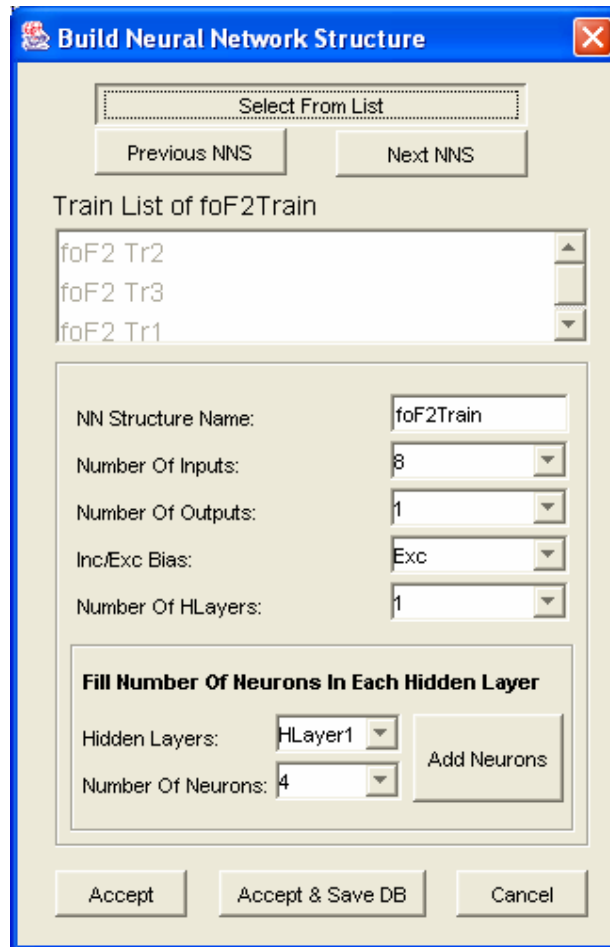 Build Neural Network Structure
Select From List
Previous NNS Next NNS
Train List of foF2Train
foF2 Tr2
foF2 Tr3
foF2 Tr1
NN Structure Name: foF2Train
Number Of Inputs: 8
Number Of Outputs: 1
Inc/Exc Bias: Exc
Number Of HLayers: 1
Fill Number Of Neurons In Each Hidden Layer
Hidden Layers: HLayer1
Add Neurons
Number Of Neurons: 4
Accept Accept & Save DB Cancel